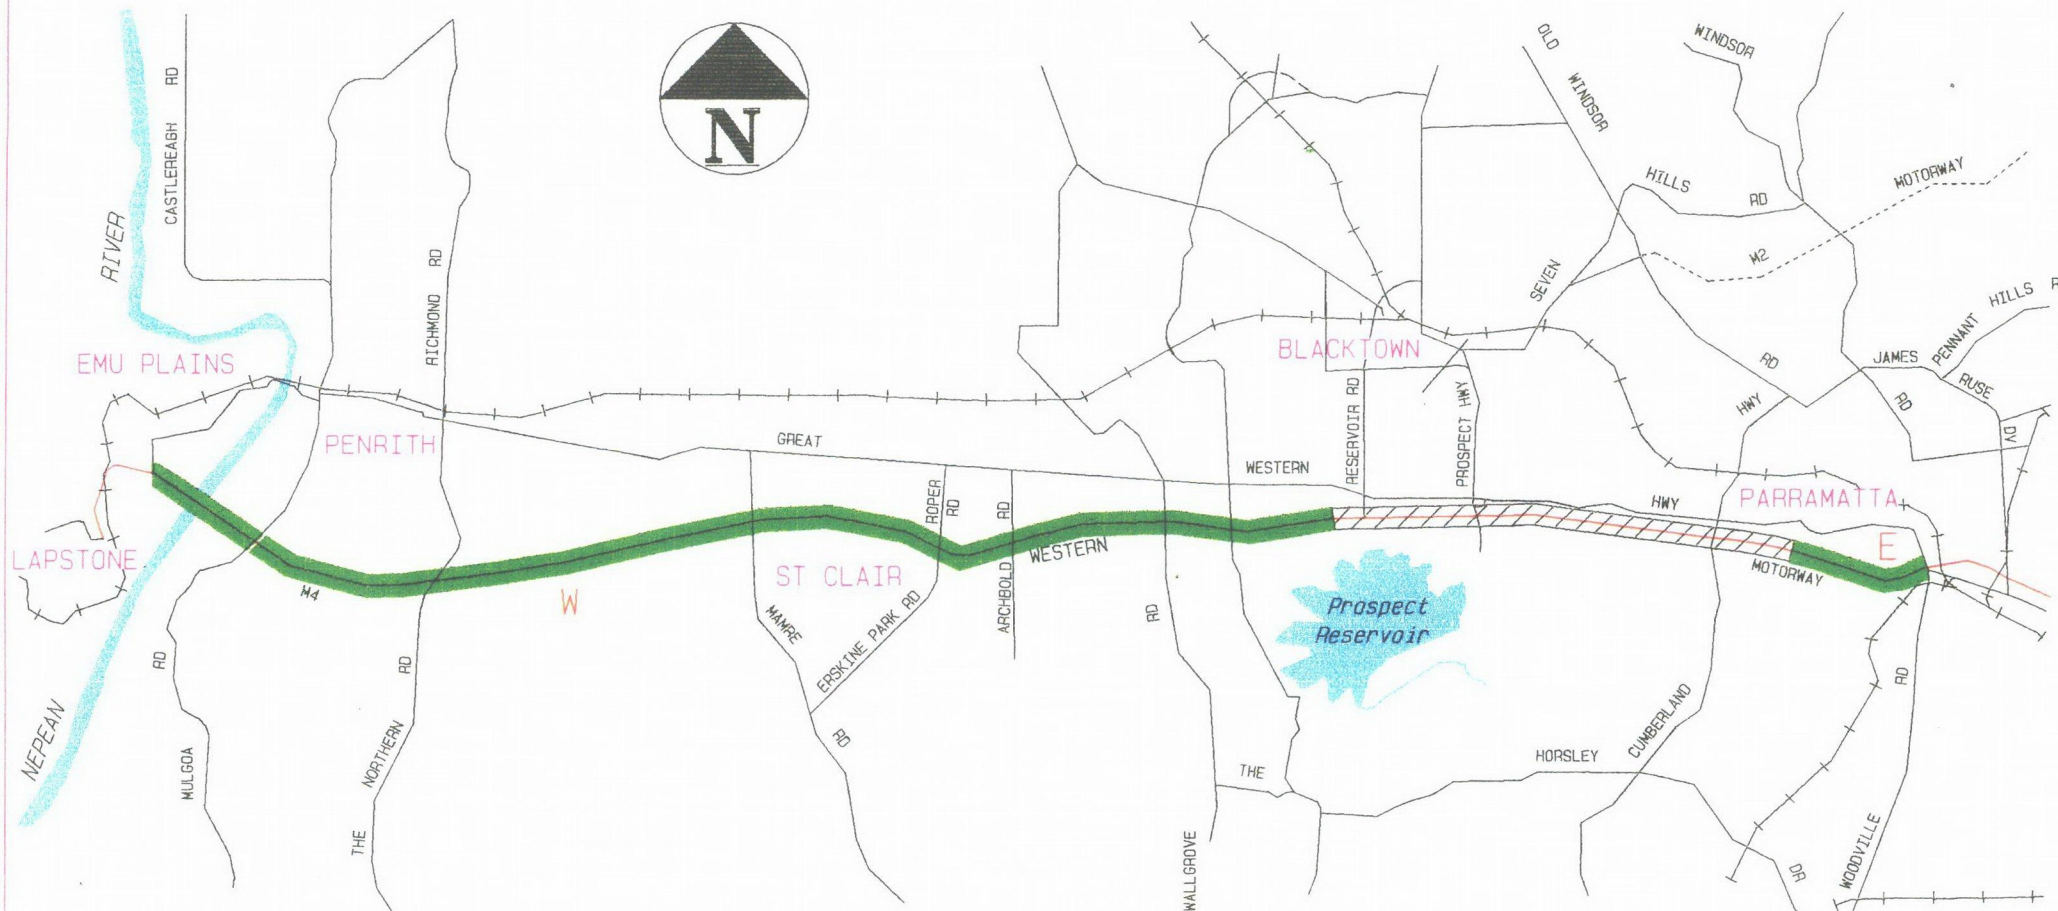 WINDSOR
OLD
WINDSOR
CASTLEREAGH RD
N
RIVER
HILLS
RD
MOTORWAY
M2
RICHMOND RD
SEVEN
HILLS
PENNANT
EMU PLAINS
BLACKTOWN
RD
JAMES
RUSE
DV
RESERVOIR RD
PROSPECT HWY
HWY
RD
PENRITH
GREAT
WESTERN
HWY
PARRAMATTA
ROPER
RD
RD
ARCHBOLD
LAPSTONE
M4
W
ST CLAIR
WESTERN
MOTORWAY
E
Prospect
Reservoir
MAMRE
ERSKINE PARK RD
RD
RD
RD
RD
RD
NEPEAN
MULGOA
THE
NORTHERN
WALLGROVE
THE
HORSLEY
CUMBERLAND
DR
WOODVILLE